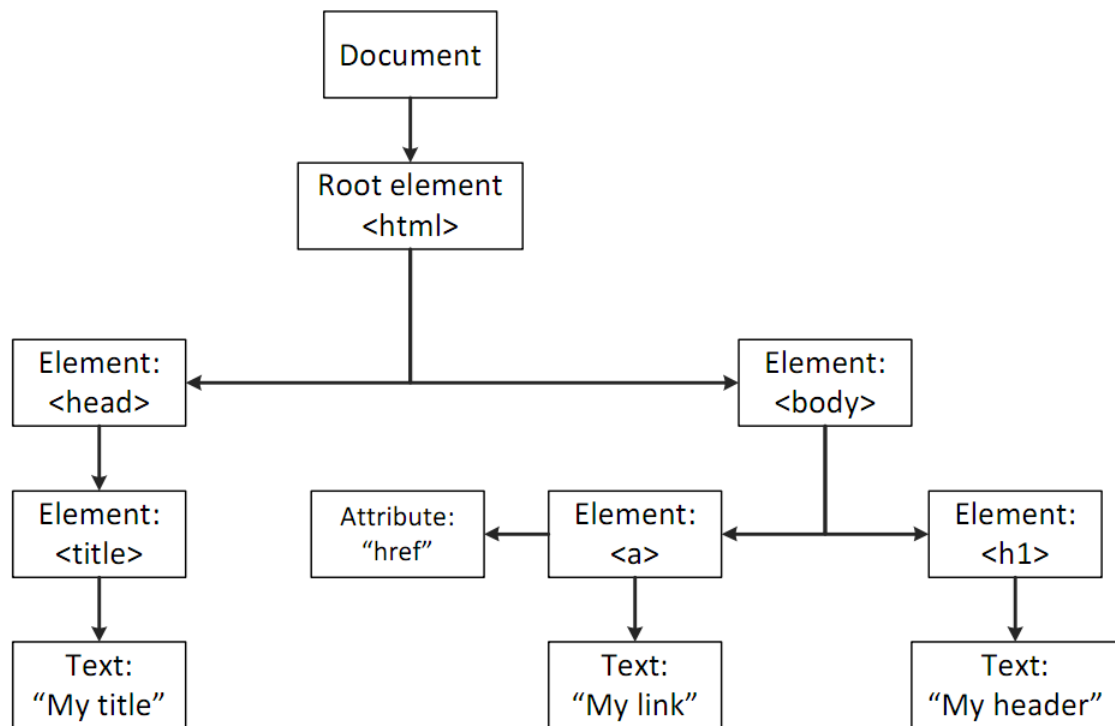 Document
Root element
<html>
Element:
<head>
Element:
<body>
Element:
<title>
Attribute:
“href”
Element:
<a>
Element:
<h1>
Text:
“My title”
Text:
“My link”
Text:
“My header”